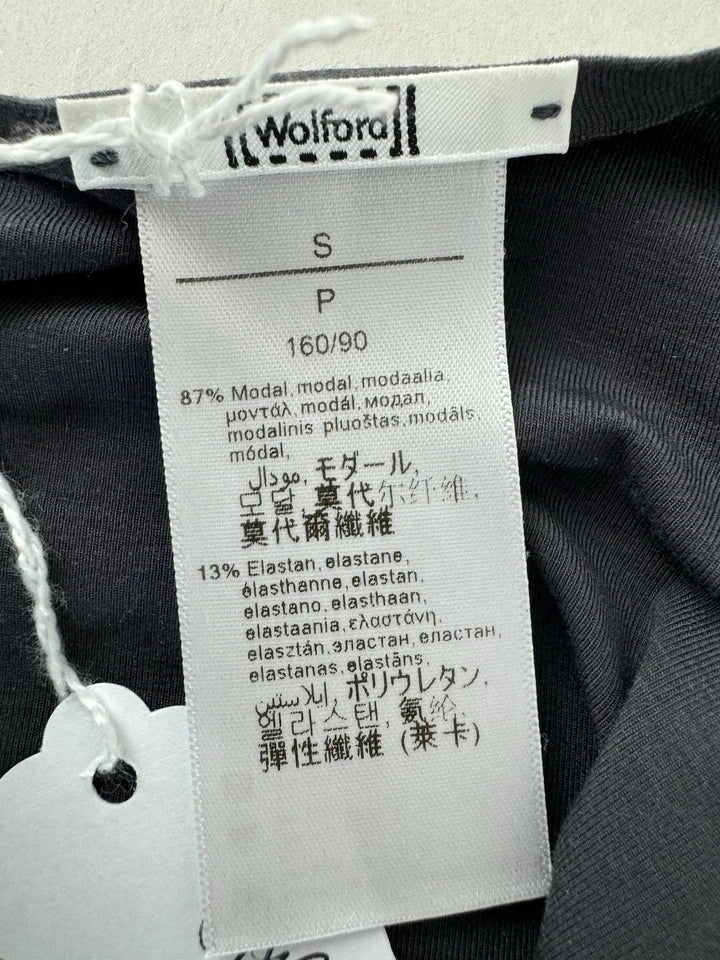 Wolford
S
P
160/90
87% Modal, modal, modaalia,
μοντάλ, modál, модал,
modalinis pluoštas, modāls,
módal,
مودال, モダール,
모달, 莫代尔纤维,
莫代爾纖維
13% Elastan, elastane,
élasthanne, elastan,
elastano, elasthaan,
elastaania, ελαστάνη,
elasztán, эластан, еластан,
elastanas, elastāns,
إيلاستين, ポリウレタン,
엘라스탠, 氨纶,
彈性纖維 (萊卡)